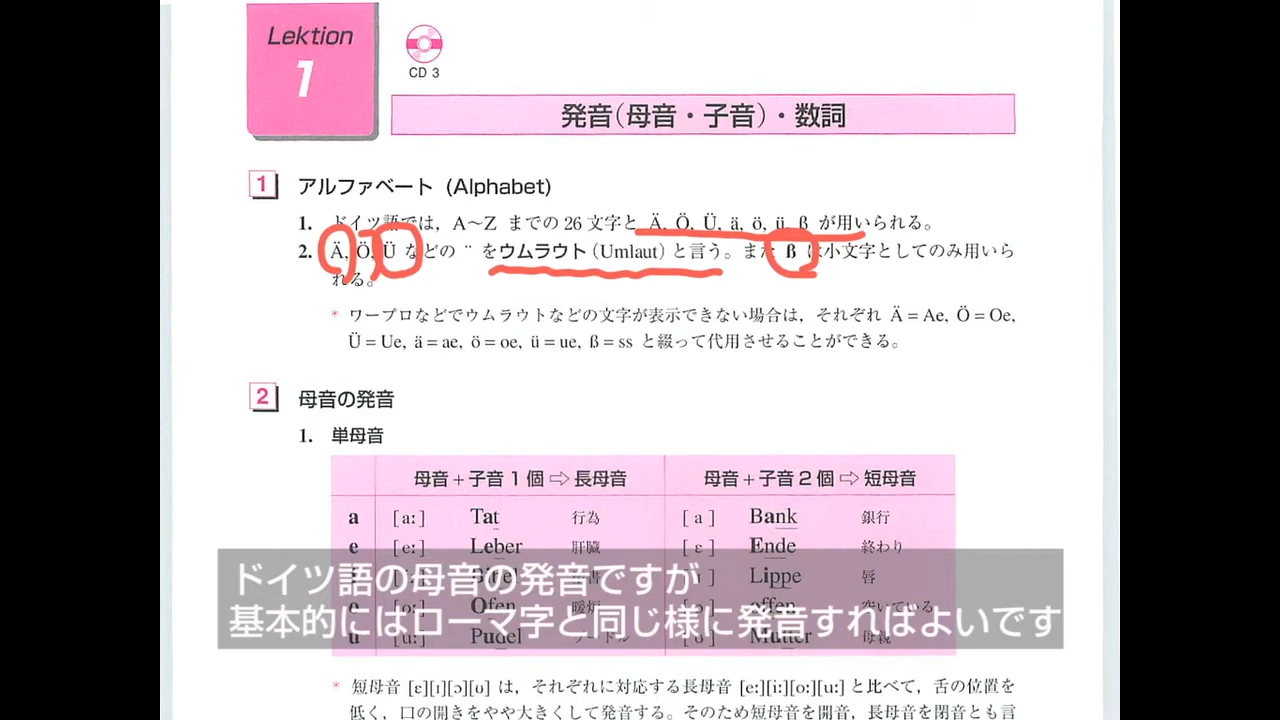 Lektion
1
CD 3
発音(母音・子音)・数詞
1 アルファベート (Alphabet)
1. ドイツ語では，A～Z までの 26 文字と Ä, Ö, Ü, ä, ö, ü, ß が用いられる。
2. Ä, Ö, Ü などの ¨ をウムラウト (Umlaut) と言う。また ß は小文字としてのみ用いら
れる。
* ワープロなどでウムラウトなどの文字が表示できない場合は，それぞれ Ä = Ae, Ö = Oe,
Ü = Ue, ä = ae, ö = oe, ü = ue, ß = ss と綴って代用させることができる。
2 母音の発音
1. 単母音
母音 + 子音 1 個 ⇨ 長母音 母音 + 子音 2 個 ⇨ 短母音
a [aː] Tat 行為 [a] Bank 銀行
e [eː] Leber 肝臓 [ɛ] Ende 終わり
Lippe 唇
Ofen 暖炉 offen 空いている
u [uː] Pudel プードル [ʊ] Mutter 母親
ドイツ語の母音の発音ですが
基本的にはローマ字と同じ様に発音すればよいです
* 短母音 [ɛ][ɪ][ɔ][ʊ] は，それぞれに対応する長母音 [eː][iː][oː][uː] と比べて，舌の位置を
低く，口の開きをやや大きくして発音する。そのため短母音を開音，長母音を閉音とも言